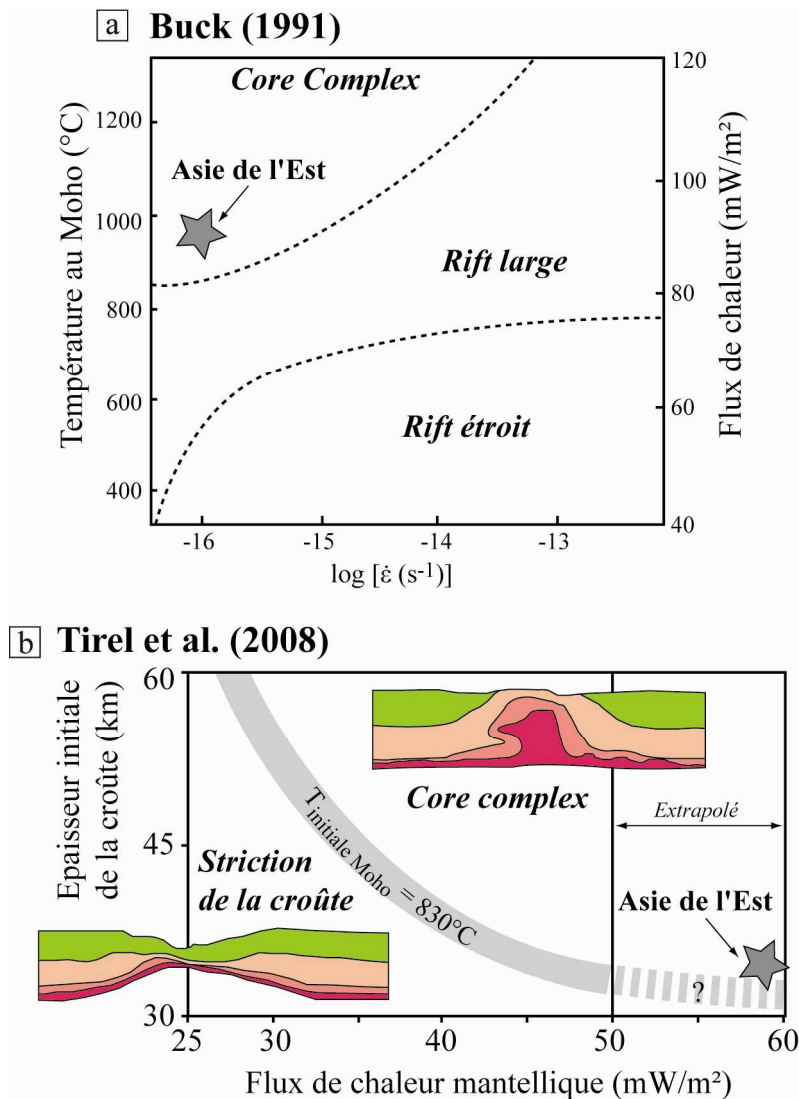 a Buck (1991)
Core Complex
Asie de l'Est
Rift large
Rift étroit
Température au Moho (°C)
1200
1000
800
600
400
Flux de chaleur (mW/m²)
120
100
80
60
40
-16
-15
-14
-13
log [ε̇ (s-1)]
b Tirel et al. (2008)
Epaisseur initiale
de la croûte (km)
60
45
30
Core complex
Extrapolé
Striction
de la croûte
Tinitiale Moho = 830°C
Asie de l'Est
?
25
30
40
50
60
Flux de chaleur mantellique (mW/m²)